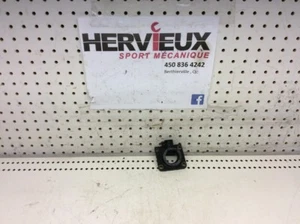 HERVIEUX
SPORT MÉCANIQUE
450 836 4242
Berthierville , Qc
f